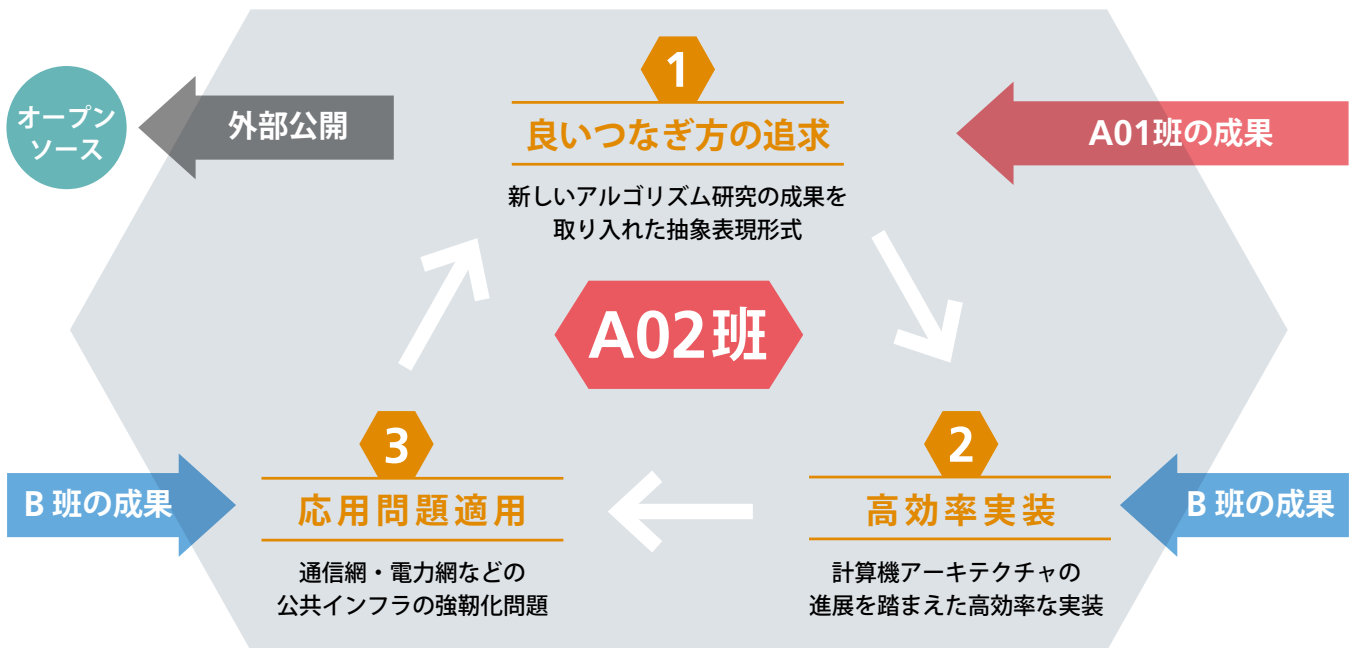 1
良いつなぎ方の追求
新しいアルゴリズム研究の成果を
取り入れた抽象表現形式
オープン
ソース
外部公開
A01班の成果
A02班
2
高効率実装
計算機アーキテクチャの
進展を踏まえた高効率な実装
B 班の成果
3
応用問題適用
通信網・電力網などの
公共インフラの強靭化問題
B 班の成果